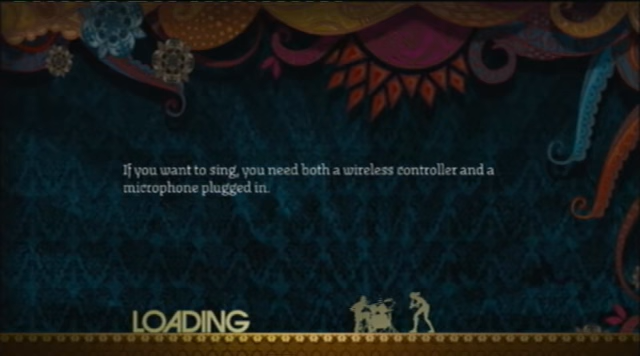 If you want to sing, you need both a wireless controller and a
microphone plugged in.
LOADING